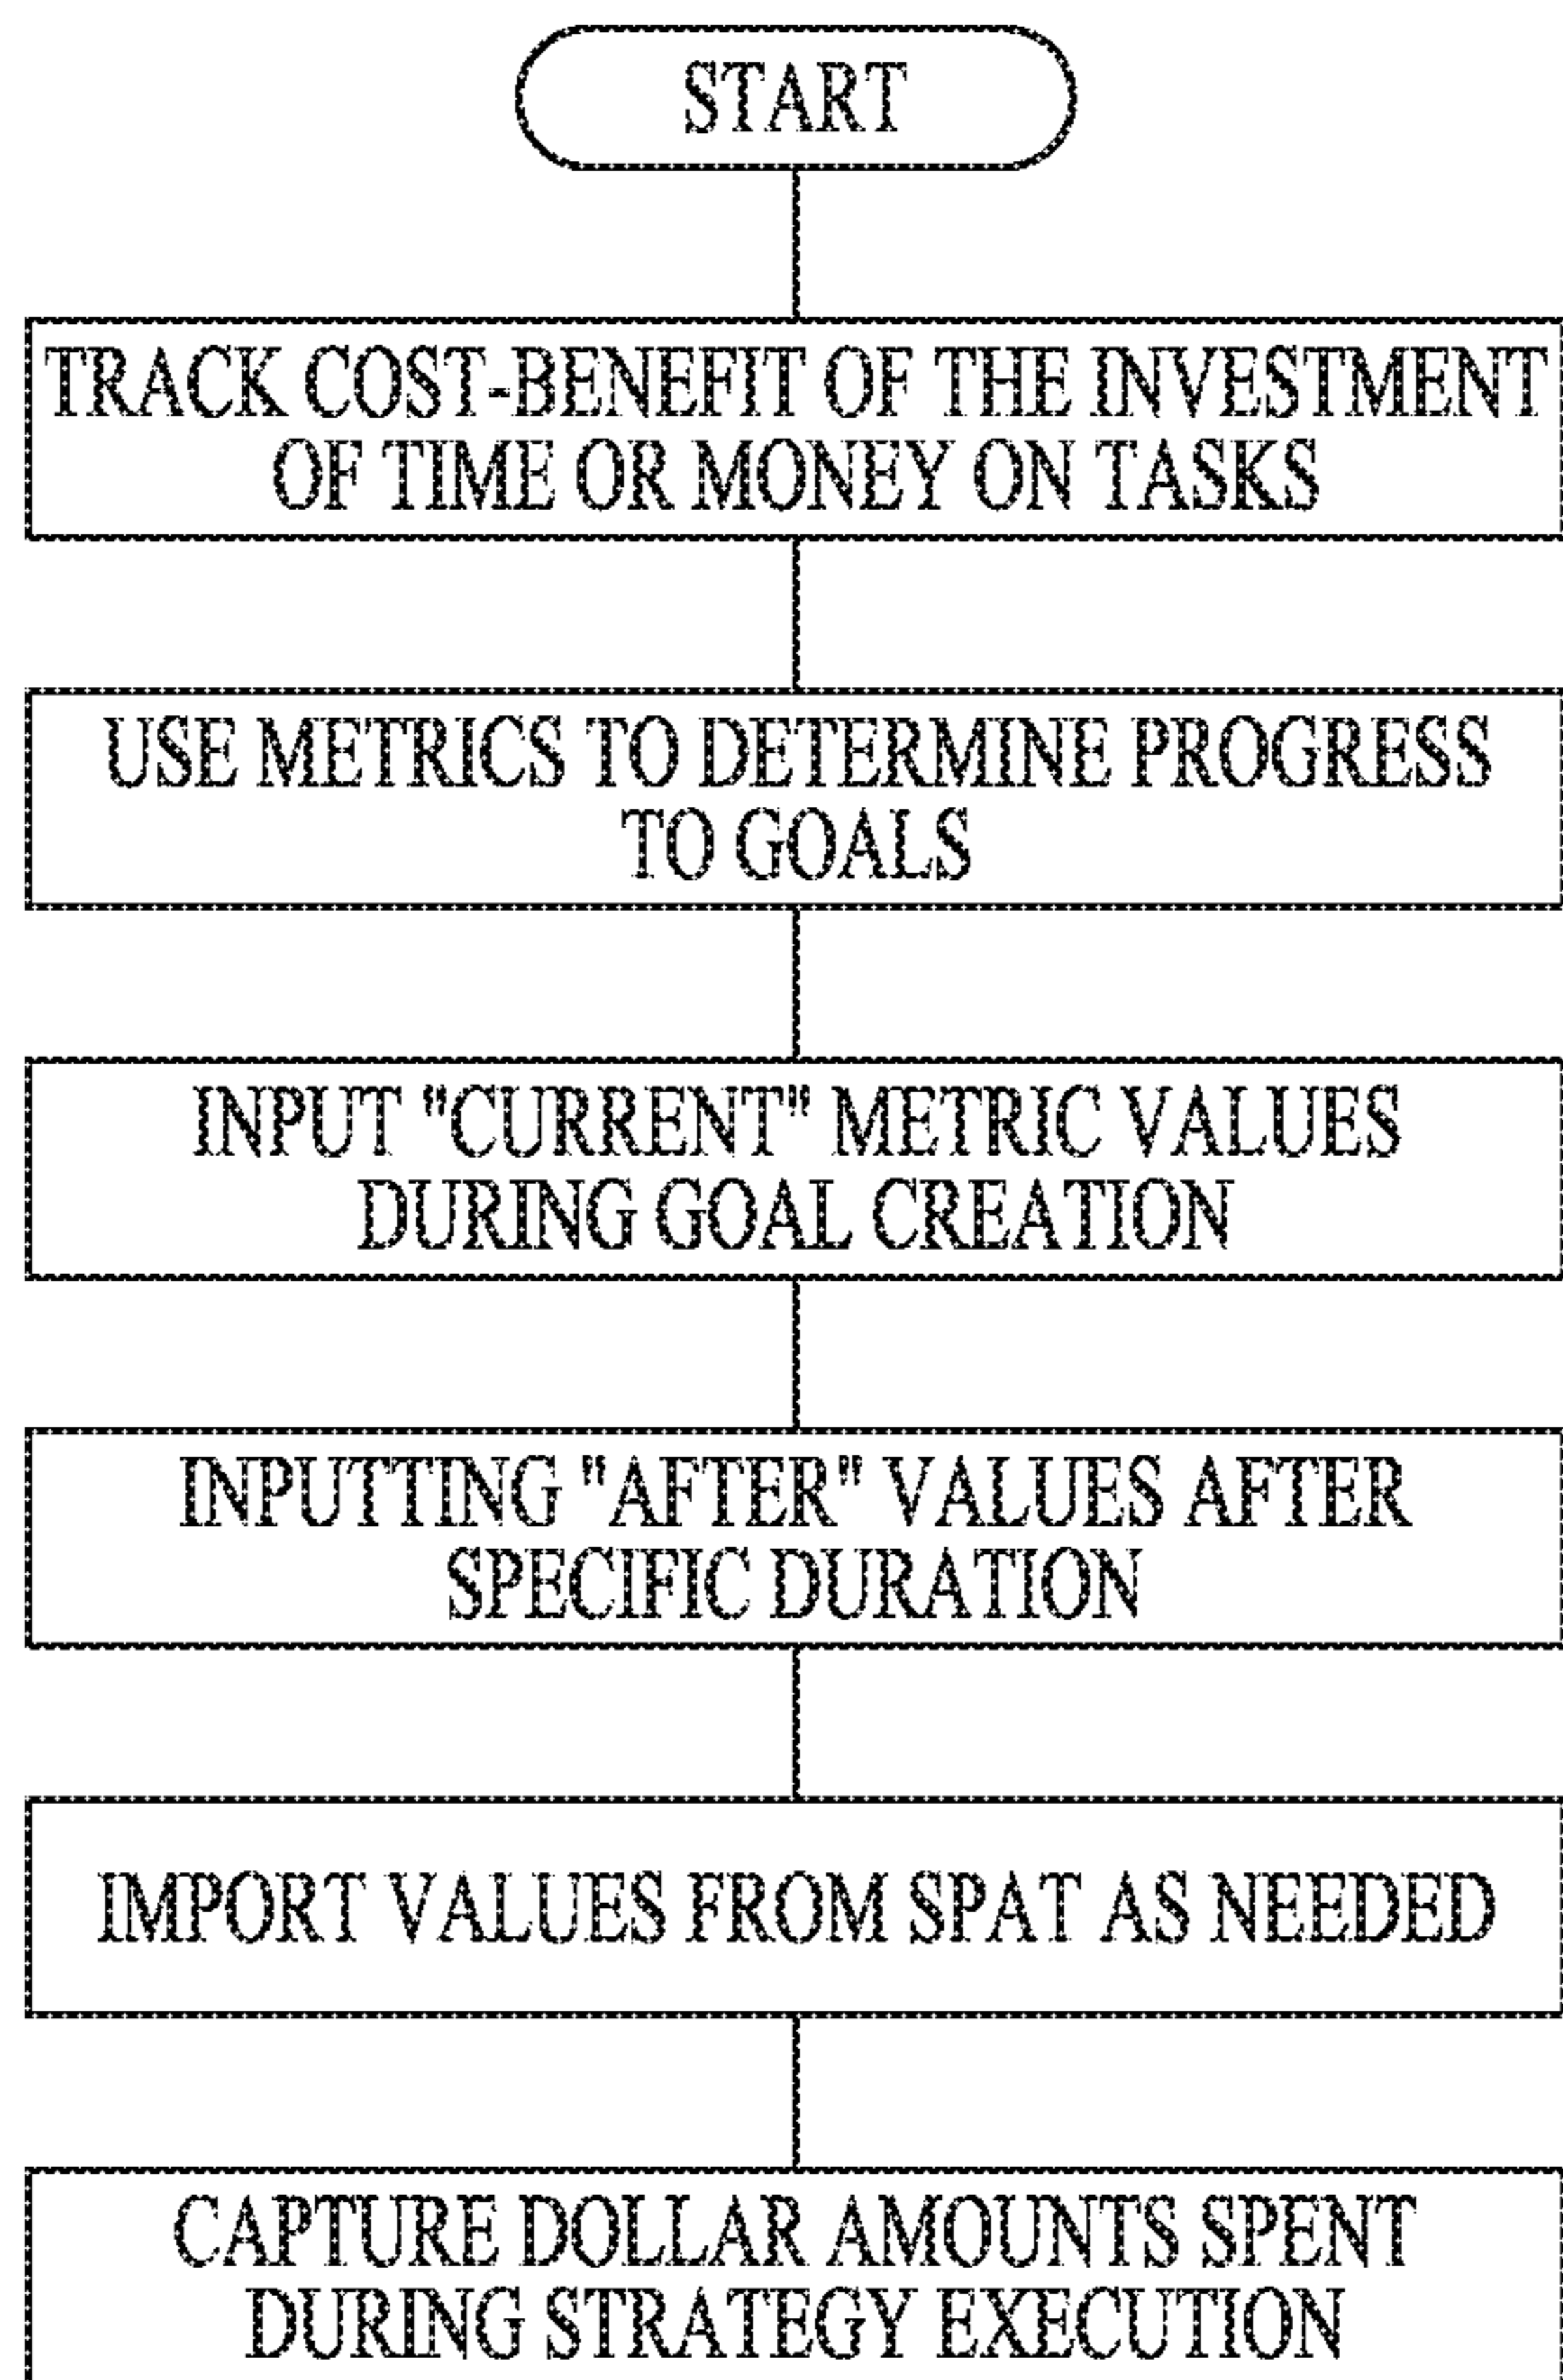 START
TRACK COST-BENEFIT OF THE INVESTMENT
OF TIME OR MONEY ON TASKS
USE METRICS TO DETERMINE PROGRESS
TO GOALS
INPUT "CURRENT" METRIC VALUES
DURING GOAL CREATION
INPUTTING "AFTER" VALUES AFTER
SPECIFIC DURATION
IMPORT VALUES FROM SPAT AS NEEDED
CAPTURE DOLLAR AMOUNTS SPENT
DURING STRATEGY EXECUTION